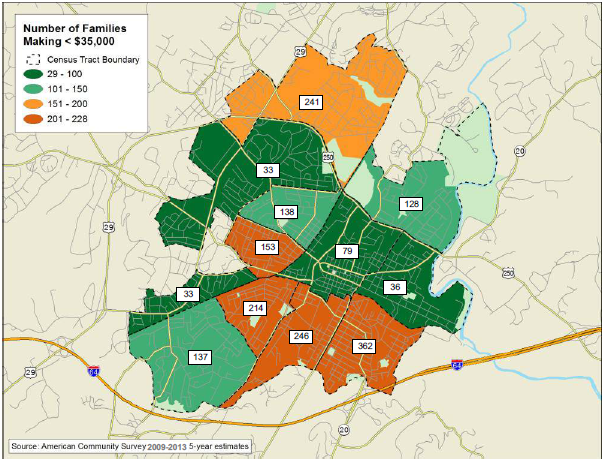 Number of Families
Making < $35,000
Census Tract Boundary
29 - 100
101 - 150
151 - 200
201 - 228
29
241
250
33
20
138
128
29
153
79
250
33
36
214
246
362
137
64
64
29
20
Source: American Community Survey 2009-2013 5-year estimates